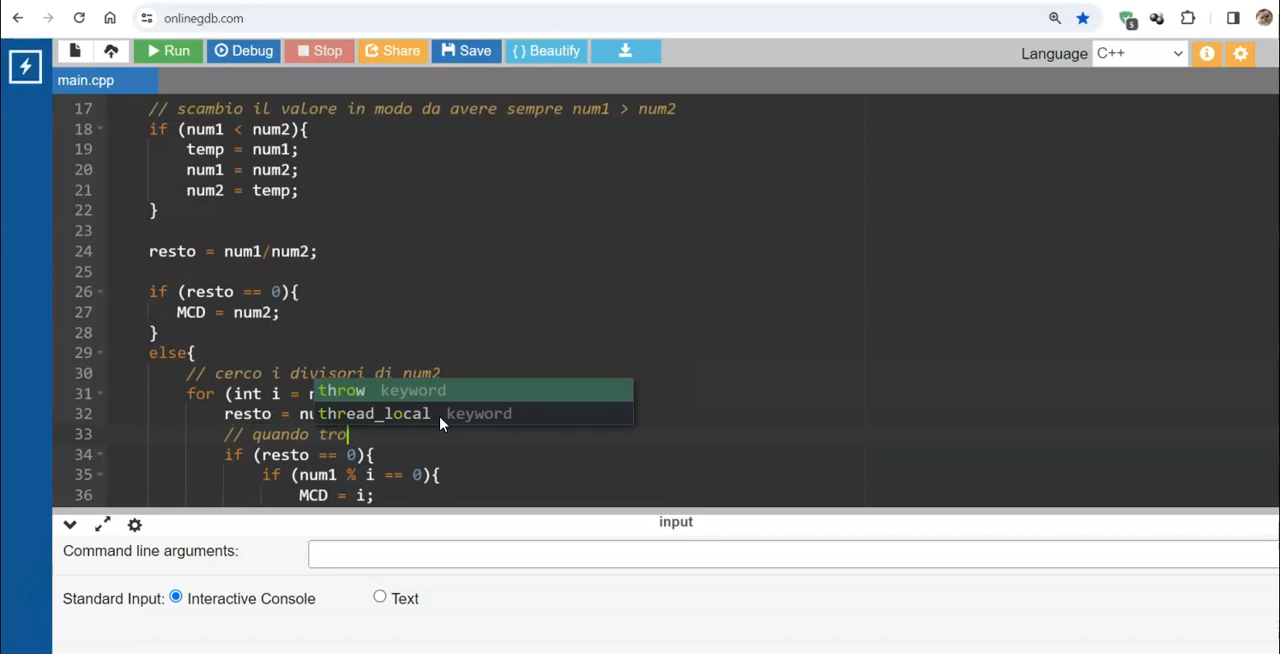 onlinegdb.com
5
Run Debug Stop Share Save { } Beautify Language C++
main.cpp
17 // scambio il valore in modo da avere sempre num1 > num2
18 if (num1 < num2){
19 temp = num1;
20 num1 = num2;
21 num2 = temp;
22 }
23
24 resto = num1/num2;
25
26 if (resto == 0){
27 MCD = num2;
28 }
29 else{
30 // cerco i divisori di num2
31 for (int i =
throw keyword
32 resto =
thread_local keyword
33 // quando tro
34 if (resto == 0){
35 if (num1 % i == 0){
36 MCD = i;
input
Command line arguments:
Standard Input: Interactive Console Text